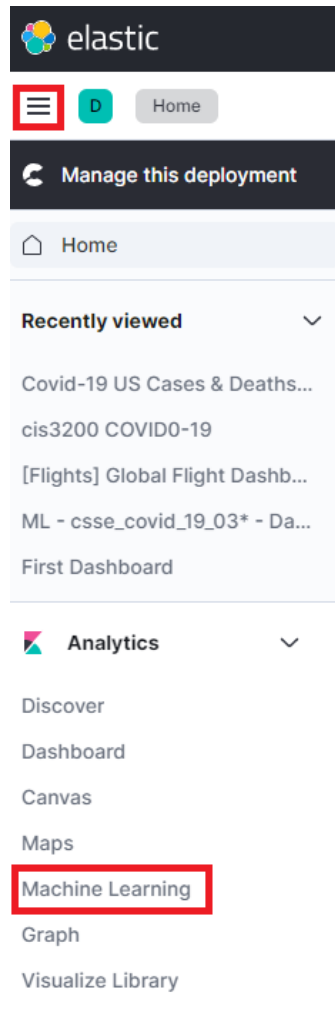 elastic
D Home
Manage this deployment
Home
Recently viewed
Covid-19 US Cases & Deaths...
cis3200 COVID0-19
[Flights] Global Flight Dashb...
ML - csse_covid_19_03* - Da...
First Dashboard
Analytics
Discover
Dashboard
Canvas
Maps
Machine Learning
Graph
Visualize Library